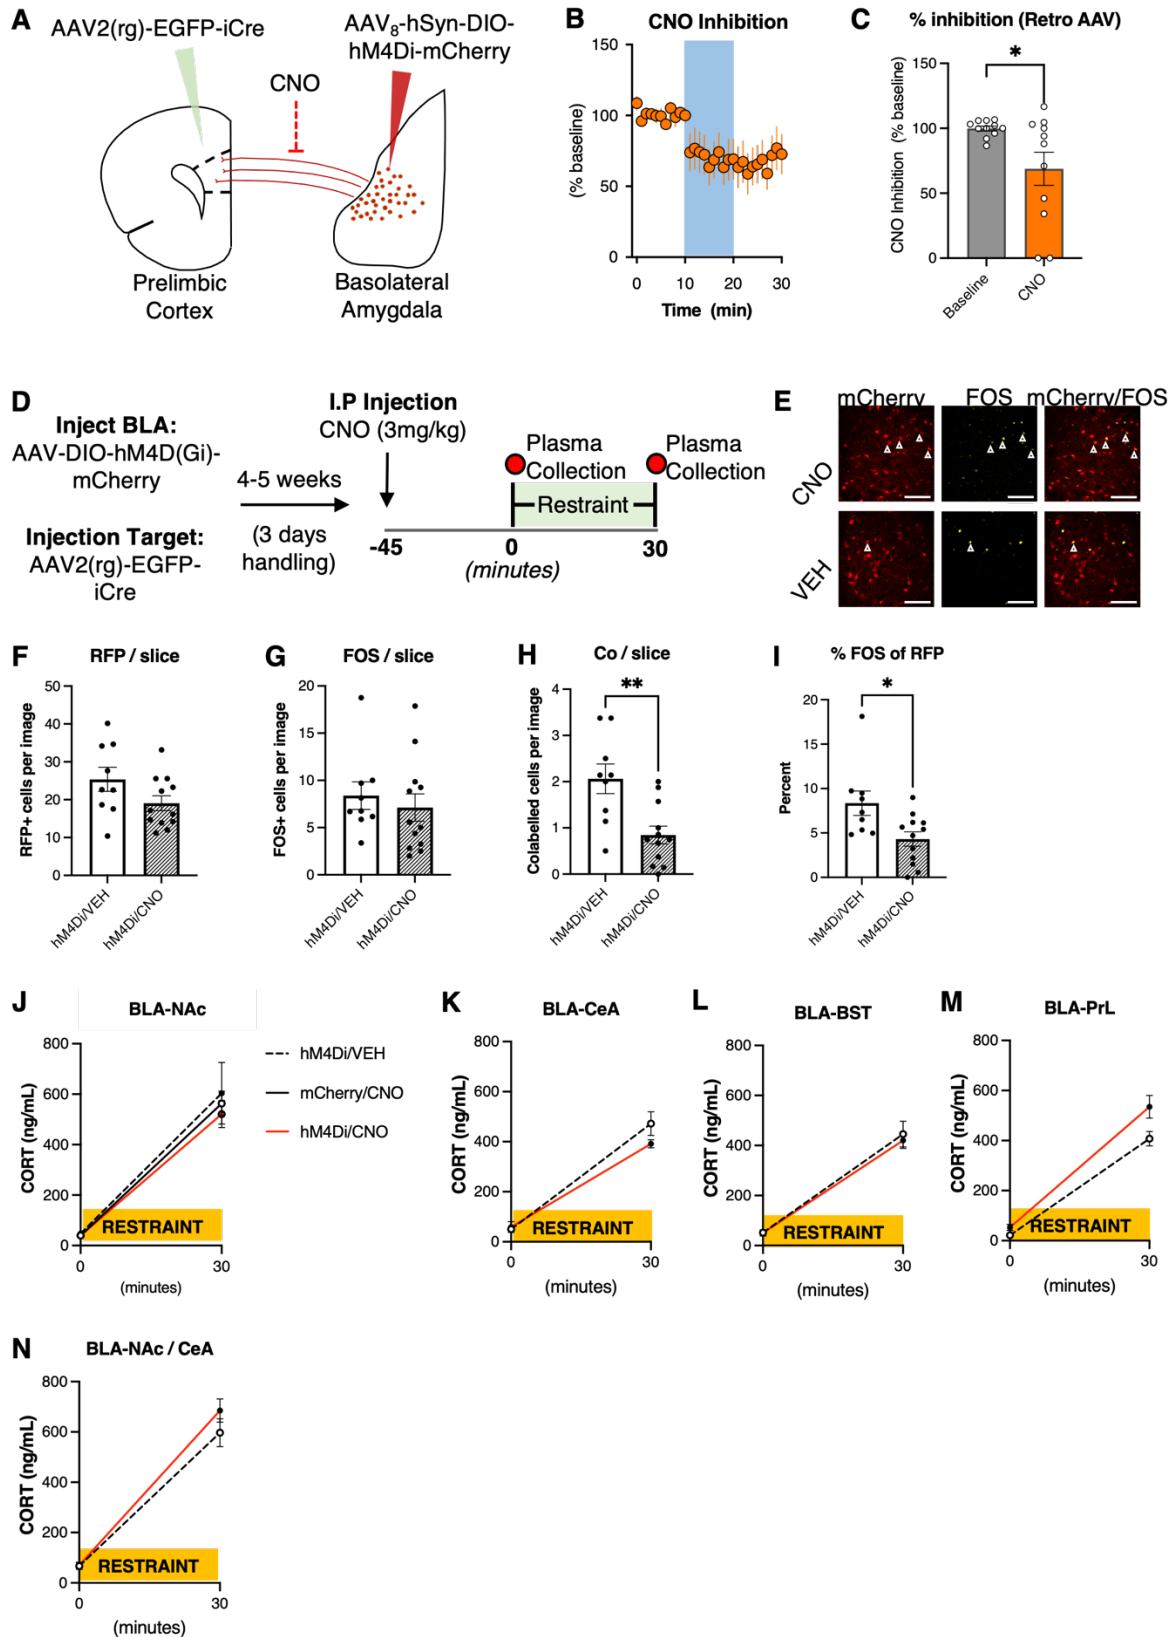 A
AAV2(rg)-EGFP-iCre
AAV8-hSyn-DIO-
hM4Di-mCherry
CNO
Prelimbic
Cortex
Basolateral
Amygdala
B
CNO Inhibition
(% baseline)
150
100
50
0
0
10
20
30
Time (min)
C
% inhibition (Retro AAV)
*
CNO Inhibition (% baseline)
150
100
50
0
Baseline
CNO
D
Inject BLA:
AAV-DIO-hM4D(Gi)-
mCherry
Injection Target:
AAV2(rg)-EGFP-
iCre
4-5 weeks
(3 days
handling)
I.P Injection
CNO (3mg/kg)
Plasma
Collection
Plasma
Collection
Restraint
-45
0
30
(minutes)
E
mCherry
FOS
mCherry/FOS
CNO
VEH
F
RFP / slice
RFP+ cells per image
50
40
30
20
10
0
hM4Di/VEH
hM4Di/CNO
G
FOS / slice
FOS+ cells per image
20
15
10
5
0
hM4Di/VEH
hM4Di/CNO
H
Co / slice
**
Colabelled cells per image
4
3
2
1
0
hM4Di/VEH
hM4Di/CNO
I
% FOS of RFP
*
Percent
20
15
10
5
0
hM4Di/VEH
hM4Di/CNO
J
BLA-NAc
CORT (ng/mL)
800
600
400
200
0
RESTRAINT
0
30
(minutes)
hM4Di/VEH
mCherry/CNO
hM4Di/CNO
K
BLA-CeA
CORT (ng/mL)
800
600
400
200
0
RESTRAINT
0
30
(minutes)
L
BLA-BST
CORT (ng/mL)
800
600
400
200
0
RESTRAINT
0
30
(minutes)
M
BLA-PrL
CORT (ng/mL)
800
600
400
200
0
RESTRAINT
0
30
(minutes)
N
BLA-NAc / CeA
CORT (ng/mL)
800
600
400
200
0
RESTRAINT
0
30
(minutes)